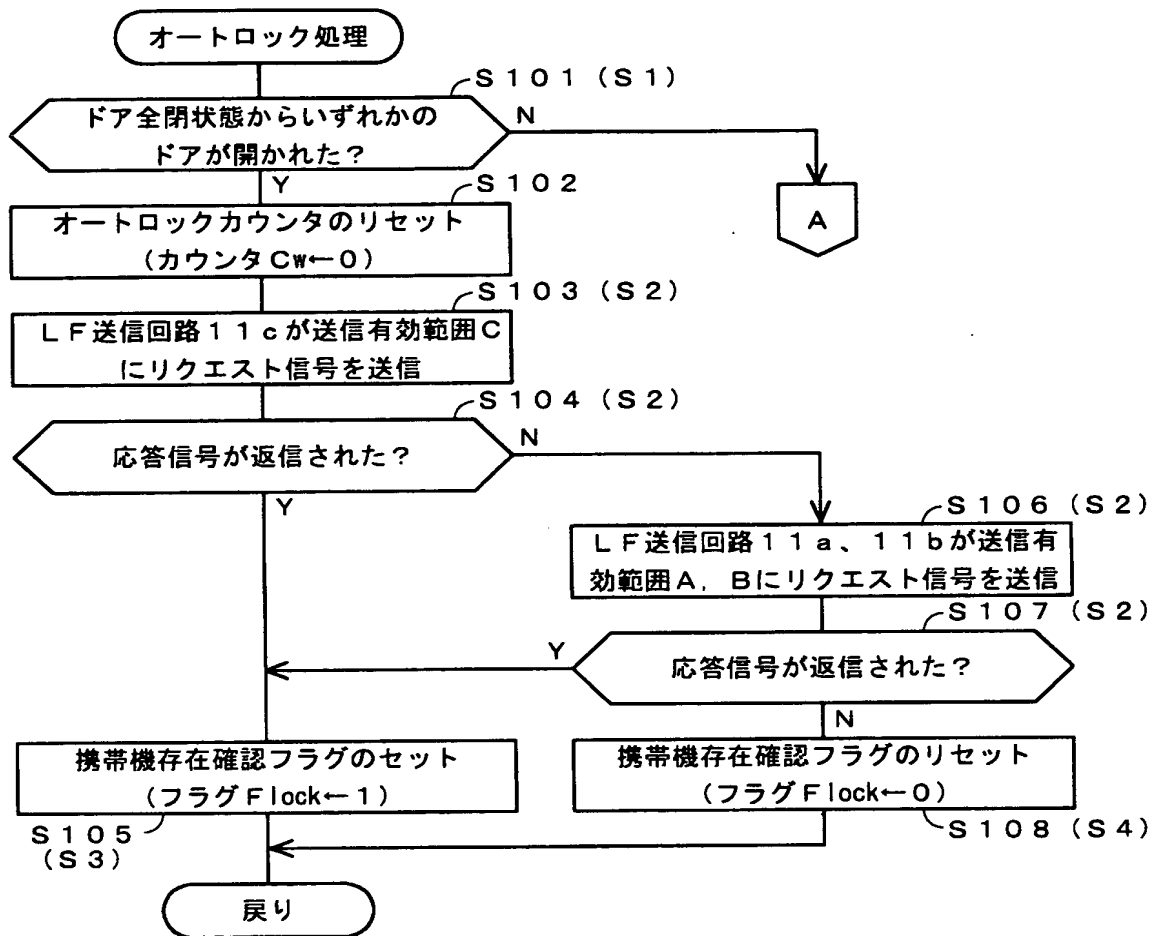 オートロック処理
S101(S1)
ドア全閉状態からいずれかの
ドアが開かれた?
N
Y
A
S102
オートロックカウンタのリセット
(カウンタCw←0)
S103(S2)
LF送信回路11cが送信有効範囲C
にリクエスト信号を送信
S104(S2)
応答信号が返信された?
N
Y
S106(S2)
LF送信回路11a、11bが送信有
効範囲A,Bにリクエスト信号を送信
S107(S2)
応答信号が返信された?
Y
N
携帯機存在確認フラグのセット
(フラグFlock←1)
S105
(S3)
携帯機存在確認フラグのリセット
(フラグFlock←0)
S108(S4)
戻り